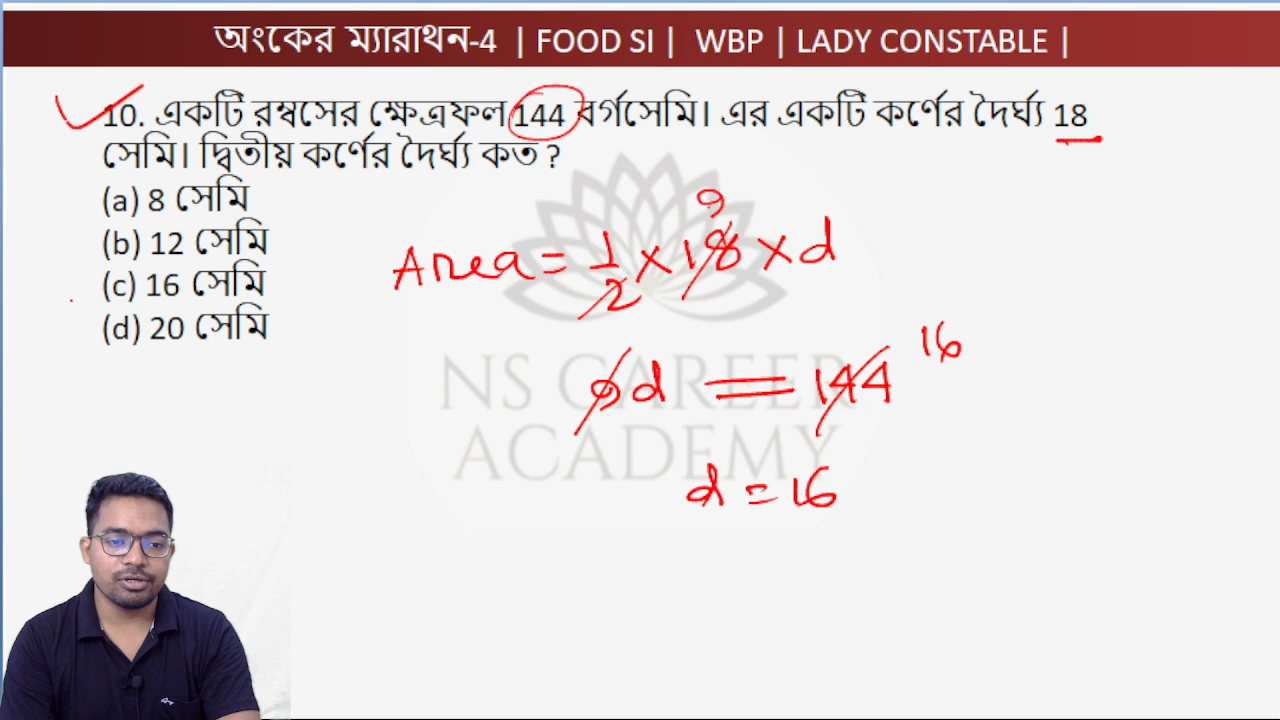 অংকের ম্যারাথন-4 | FOOD SI | WBP | LADY CONSTABLE |
10. একটি রম্বসের ক্ষেত্রফল 144 বর্গসেমি। এর একটি কর্ণের দৈর্ঘ্য 18
সেমি। দ্বিতীয় কর্ণের দৈর্ঘ্য কত ?
(a) 8 সেমি
(b) 12 সেমি
(c) 16 সেমি
(d) 20 সেমি
9
Area = 1/2 × 18 × d
16
9d = 144
d = 16
NS CAREER
ACADEMY